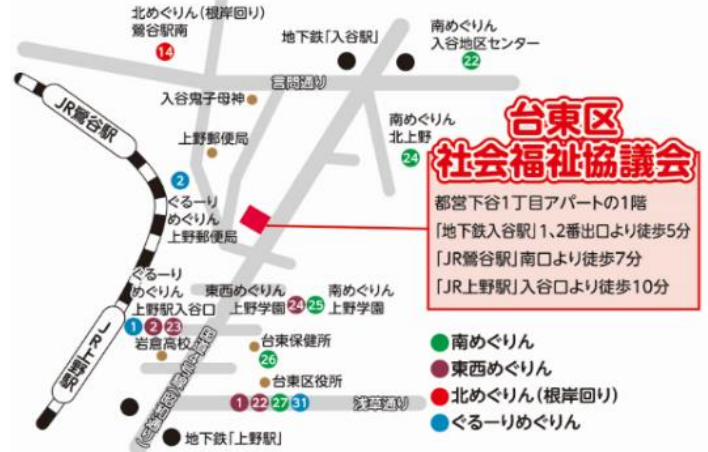 北めぐりん(根岸回り)
鶯谷駅南
14
地下鉄「入谷駅」
南めぐりん
入谷地区センター
22
言問通り
JR鶯谷駅
入谷鬼子母神
上野郵便局
南めぐりん
北上野
24
台東区
社会福祉協議会
都営下谷1丁目アパートの1階
「地下鉄入谷駅」1、2番出口より徒歩5分
「JR鶯谷駅」南口より徒歩7分
「JR上野駅」入谷口より徒歩10分
2
ぐるーり
めぐりん
上野郵便局
ぐるーり
めぐりん
上野駅入谷口
1 2 23
東西めぐりん
上野学園 24
25 南めぐりん
上野学園
JR上野駅
岩倉高校
台東保健所
26
台東区役所
1 22 27 31
浅草通り
地下鉄「上野駅」
南めぐりん
東西めぐりん
北めぐりん(根岸回り)
ぐるーりめぐりん